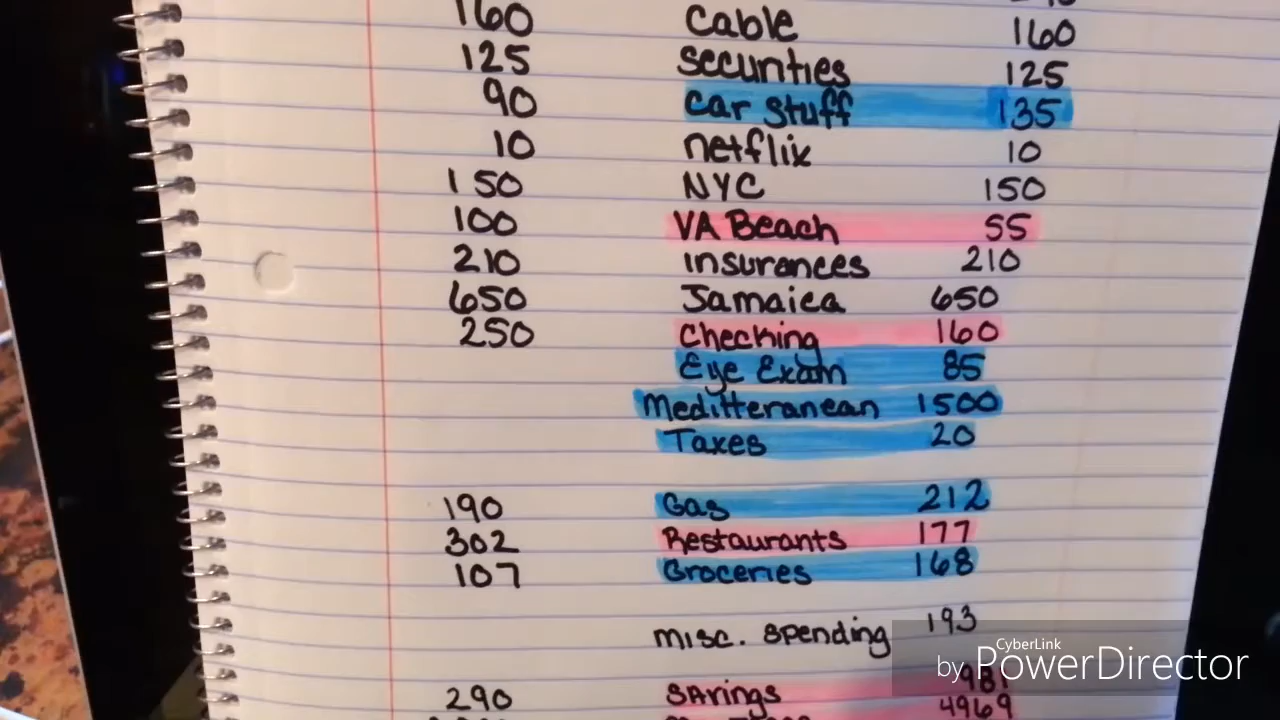 160 Cable 160
125 Securities 125
90 Car Stuff 135
10 netflix 10
150 NYC 150
100 VA Beach 55
210 Insurances 210
650 Jamaica 650
250 Checking 160
Eye Exam 85
Meditteranean 1500
Taxes 20
190 Gas 212
302 Restaurants 177
107 Groceries 168
misc. spending 193
290 SAvings 981
4969
CyberLink
by PowerDirector